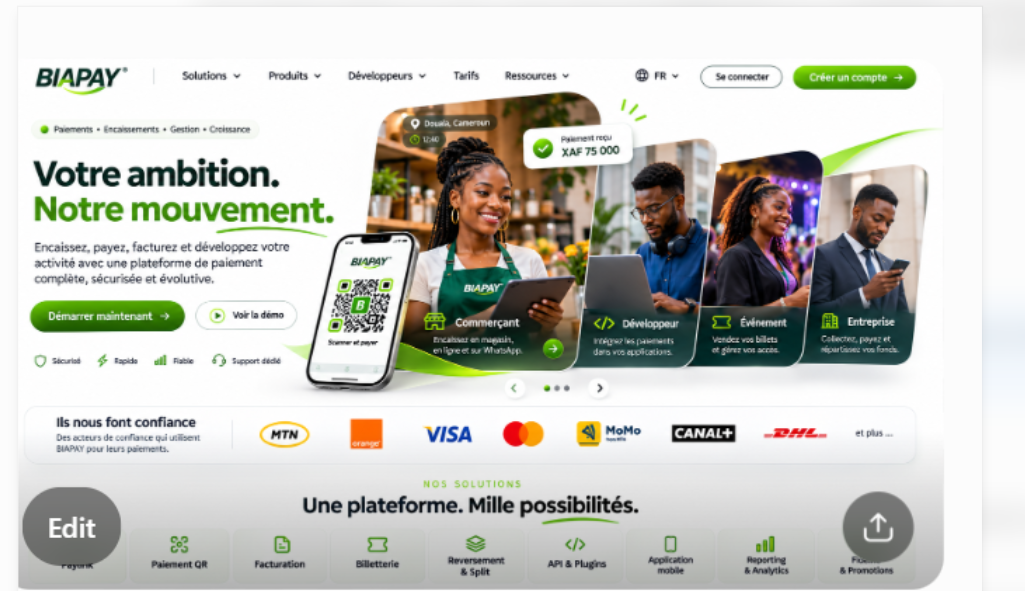 BIAPAY®
Solutions
Produits
Développeurs
Tarifs
Ressources
FR
Se connecter
Créer un compte →
Paiements • Encaissements • Gestion • Croissance
Votre ambition.
Notre mouvement.
Encaissez, payez, facturez et développez votre
activité avec une plateforme de paiement
complète, sécurisée et évolutive.
Démarrer maintenant →
Voir la démo
Sécurisé
Rapide
Fiable
Support dédié
Douala, Cameroun
12:40
Paiement reçu
XAF 75 000
BIAPAY
B
Scanner et payer
BIAPAY
Commerçant
Encaissez en magasin,
en ligne et sur WhatsApp.
</> Développeur
Intégrez les paiements
dans vos applications.
Événement
Vendez vos billets
et gérez vos accès.
Entreprise
Collectez, payez et
répartissez vos fonds.
Ils nous font confiance
Des acteurs de confiance qui utilisent
BIAPAY pour leurs paiements.
MTN
orange
VISA
MoMo
from MTN
CANAL+
DHL
et plus ...
NOS SOLUTIONS
Une plateforme. Mille possibilités.
Edit
Paiement QR
Facturation
Billetterie
Reversement
& Split
</>
API & Plugins
Application
mobile
Reporting
& Analytics
& Promotions